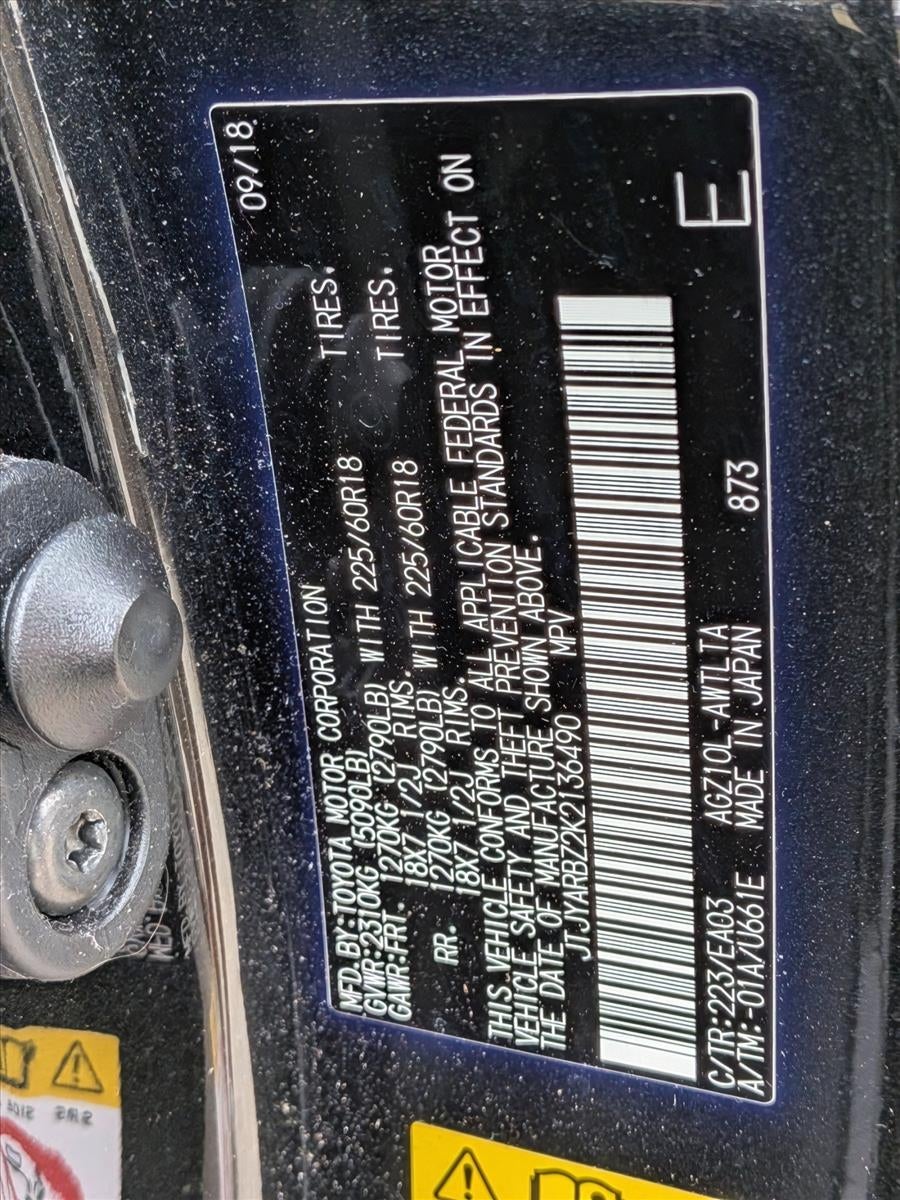 MFD.BY:TOYOTA MOTOR CORPORATION 09/18
GVWR:2310KG (5090LB)
GAWR:FRT. 1270KG (2790LB) WITH 225/60R18 TIRES.
18X7 1/2J RIMS.
RR. 1270KG (2790LB) WITH 225/60R18 TIRES.
18X7 1/2J RIMS.
THIS VEHICLE CONFORMS TO ALL APPLICABLE FEDERAL MOTOR
VEHICLE SAFETY AND THEFT PREVENTION STANDARDS IN EFFECT ON
THE DATE OF MANUFACTURE SHOWN ABOVE.
JTJYARBZ2K2136490 MPV
C/TR:223/EA03 AGZ10L-AWTLTA 873
A/TM:-01A/U661E MADE IN JAPAN
E